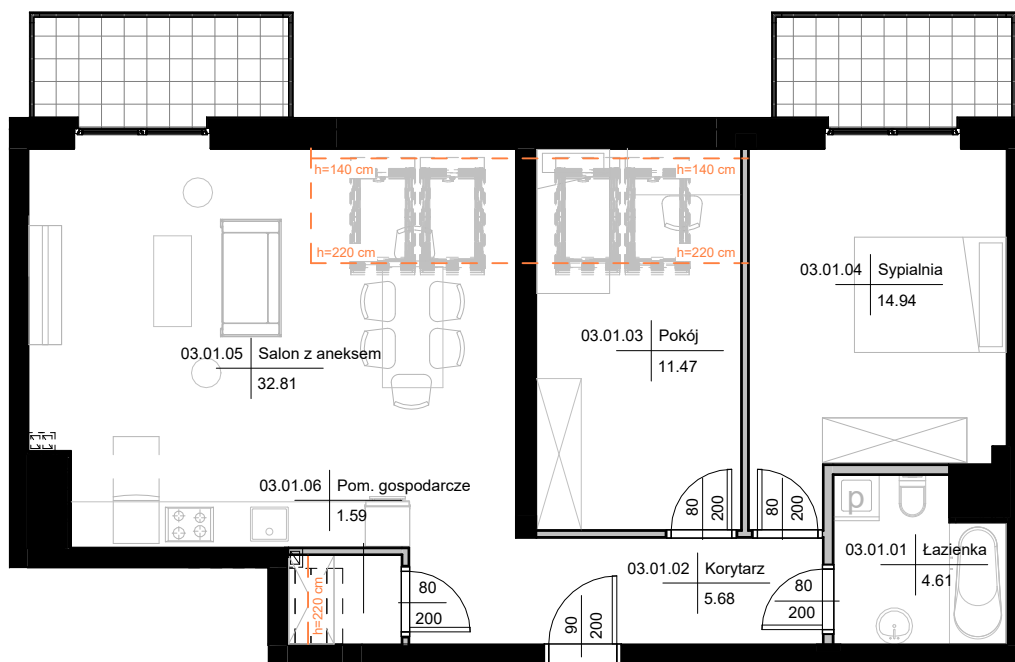 h=140 cm
h=140 cm
h=220 cm
h=220 cm
03.01.04 Sypialnia
14.94
03.01.03 Pokój
11.47
03.01.05 Salon z aneksem
32.81
03.01.06 Pom. gospodarcze
1.59
80
200
80
200
p
03.01.01 Łazienka
4.61
03.01.02 Korytarz
5.68
h=220 cm
80
200
90
200
80
200